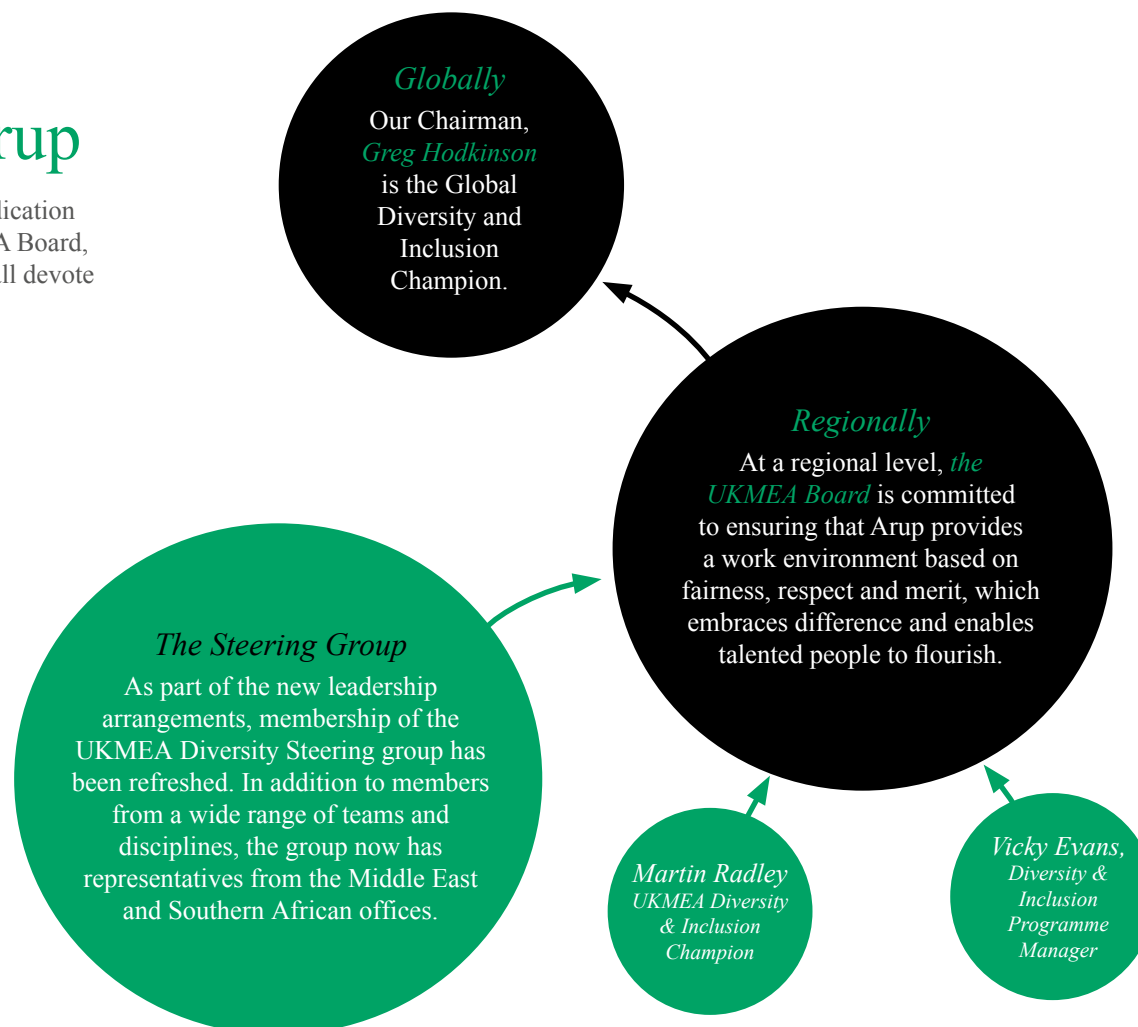 rup
lication
A Board,
all devote
Globally
Our Chairman,
Greg Hodkinson
is the Global
Diversity and
Inclusion
Champion.
Regionally
At a regional level, the
UKMEA Board is committed
to ensuring that Arup provides
a work environment based on
fairness, respect and merit, which
embraces difference and enables
talented people to flourish.
The Steering Group
As part of the new leadership
arrangements, membership of the
UKMEA Diversity Steering group has
been refreshed. In addition to members
from a wide range of teams and
disciplines, the group now has
representatives from the Middle East
and Southern African offices.
Martin Radley
UKMEA Diversity
& Inclusion
Champion
Vicky Evans,
Diversity &
Inclusion
Programme
Manager